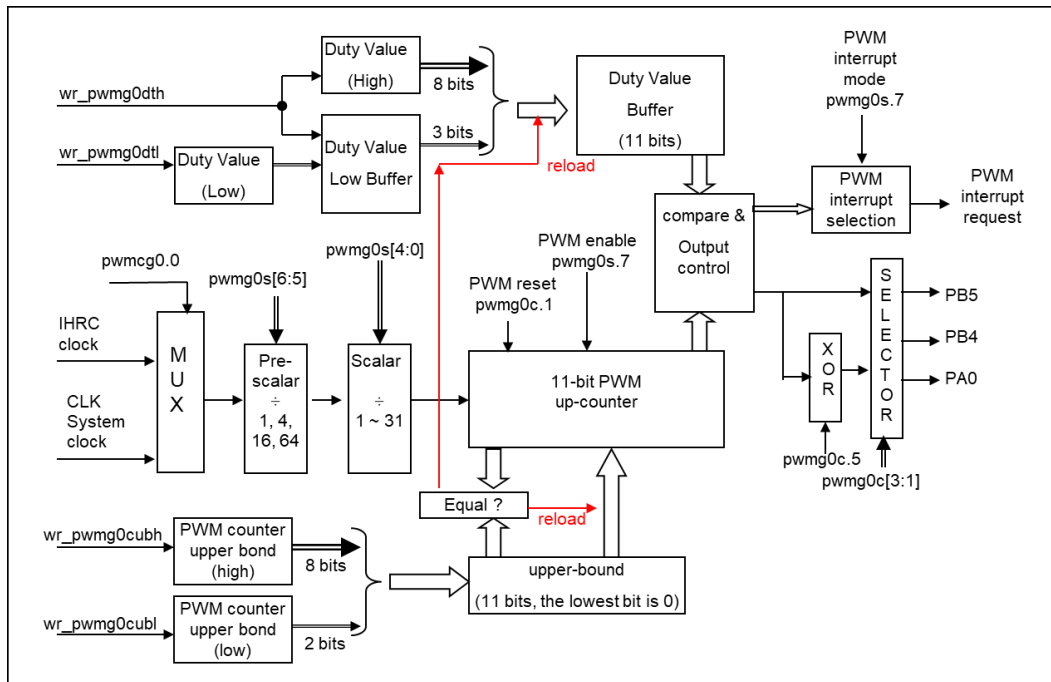 wr_pwmg0dth
wr_pwmg0dtl
Duty Value
(Low)
Duty Value
(High)
8 bits
Duty Value
Low Buffer
3 bits
reload
Duty Value
Buffer
(11 bits)
PWM
interrupt
mode
pwmg0s.7
PWM
interrupt
selection
PWM
interrupt
request
compare &
Output
control
pwmcg0.0
IHRC
clock
CLK
System
clock
MUX
pwmg0s[6:5]
Pre-
scalar
÷
1, 4,
16, 64
pwmg0s[4:0]
Scalar
÷
1 ~ 31
PWM reset
pwmg0c.1
PWM enable
pwmg0s.7
11-bit PWM
up-counter
XOR
pwmg0c.5
SELECTOR
pwmg0c[3:1]
PB5
PB4
PA0
Equal ?
reload
wr_pwmg0cubh
PWM counter
upper bond
(high)
8 bits
wr_pwmg0cubl
PWM counter
upper bond
(low)
2 bits
upper-bound
(11 bits, the lowest bit is 0)